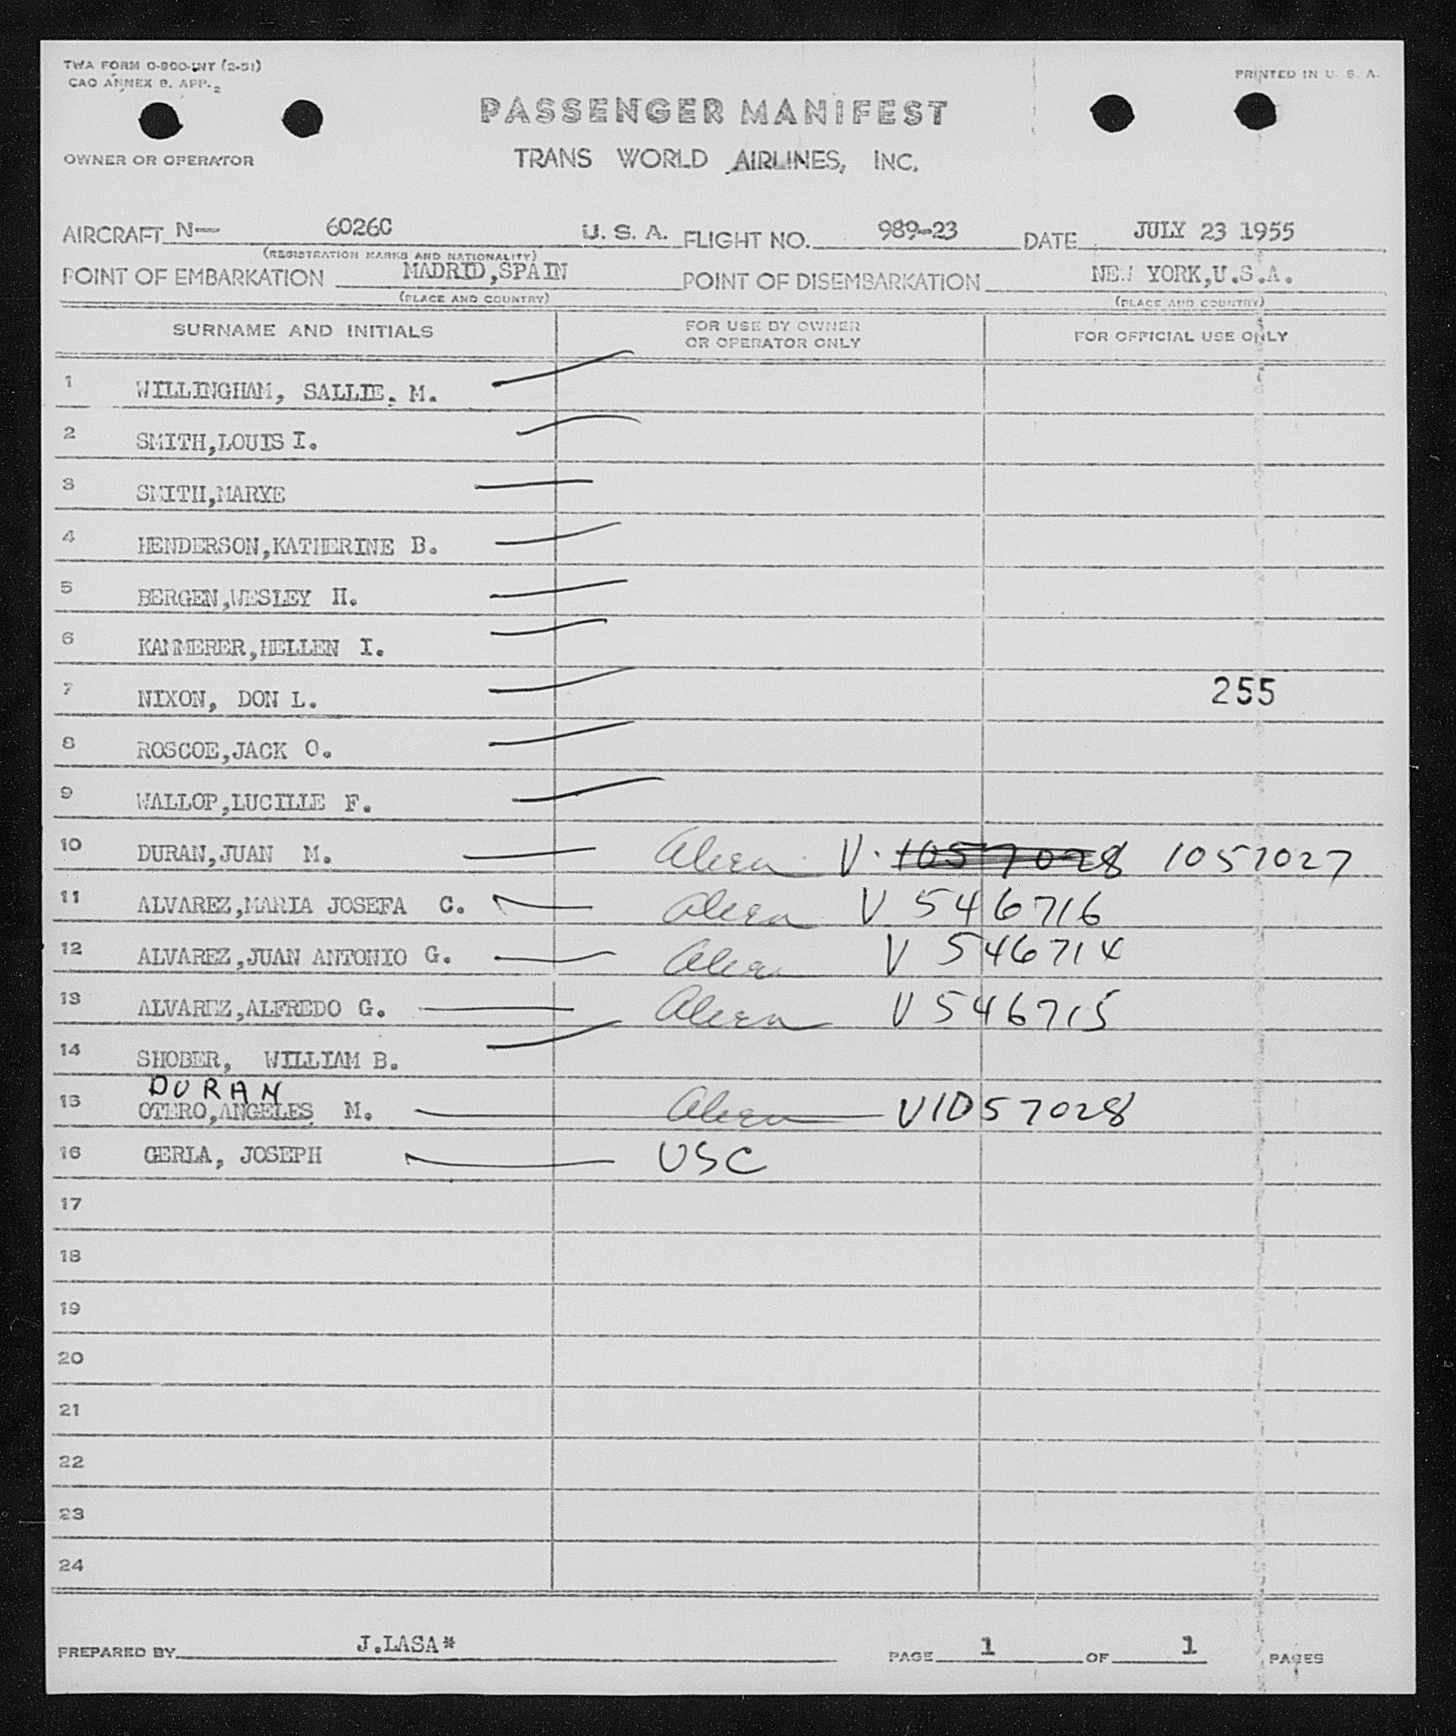 TWA FORM O-800-INT (2-51)
CAO ANNEX 9. APP. 2
PRINTED IN U. S. A.
PASSENGER MANIFEST
OWNER OR OPERATOR
TRANS WORLD AIRLINES, INC.
AIRCRAFT N-- 6026C U. S. A. FLIGHT NO. 989-23 DATE JULY 23 1955
(REGISTRATION MARKS AND NATIONALITY)
POINT OF EMBARKATION MADRID,SPAIN POINT OF DISEMBARKATION NEW YORK,U.S.A.
(PLACE AND COUNTRY) (PLACE AND COUNTRY)
SURNAME AND INITIALS FOR USE BY OWNER OR OPERATOR ONLY FOR OFFICIAL USE ONLY
1 WILLINGHAM, SALLIE. M.
2 SMITH,LOUIS I.
3 SMITH,MARYE
4 HENDERSON,KATHERINE B.
5 BERGEN,WESLEY H.
6 KAMMERER,HELLEN I.
7 NIXON, DON L. 255
8 ROSCOE,JACK O.
9 WALLOP,LUCILLE F.
10 DURAN,JUAN M. Alien V. 1057028 1057027
11 ALVAREZ,MARIA JOSEFA C. Alien V 546716
12 ALVAREZ,JUAN ANTONIO G. Alien V 546714
13 ALVAREZ,ALFREDO G. Alien V 546715
14 SHOBER, WILLIAM B.
DURAN
15 OTERO,ANGELES M. Alien V1057028
16 GERLA, JOSEPH USC
17
18
19
20
21
22
23
24
PREPARED BY J.LASA* PAGE 1 OF 1 PAGES